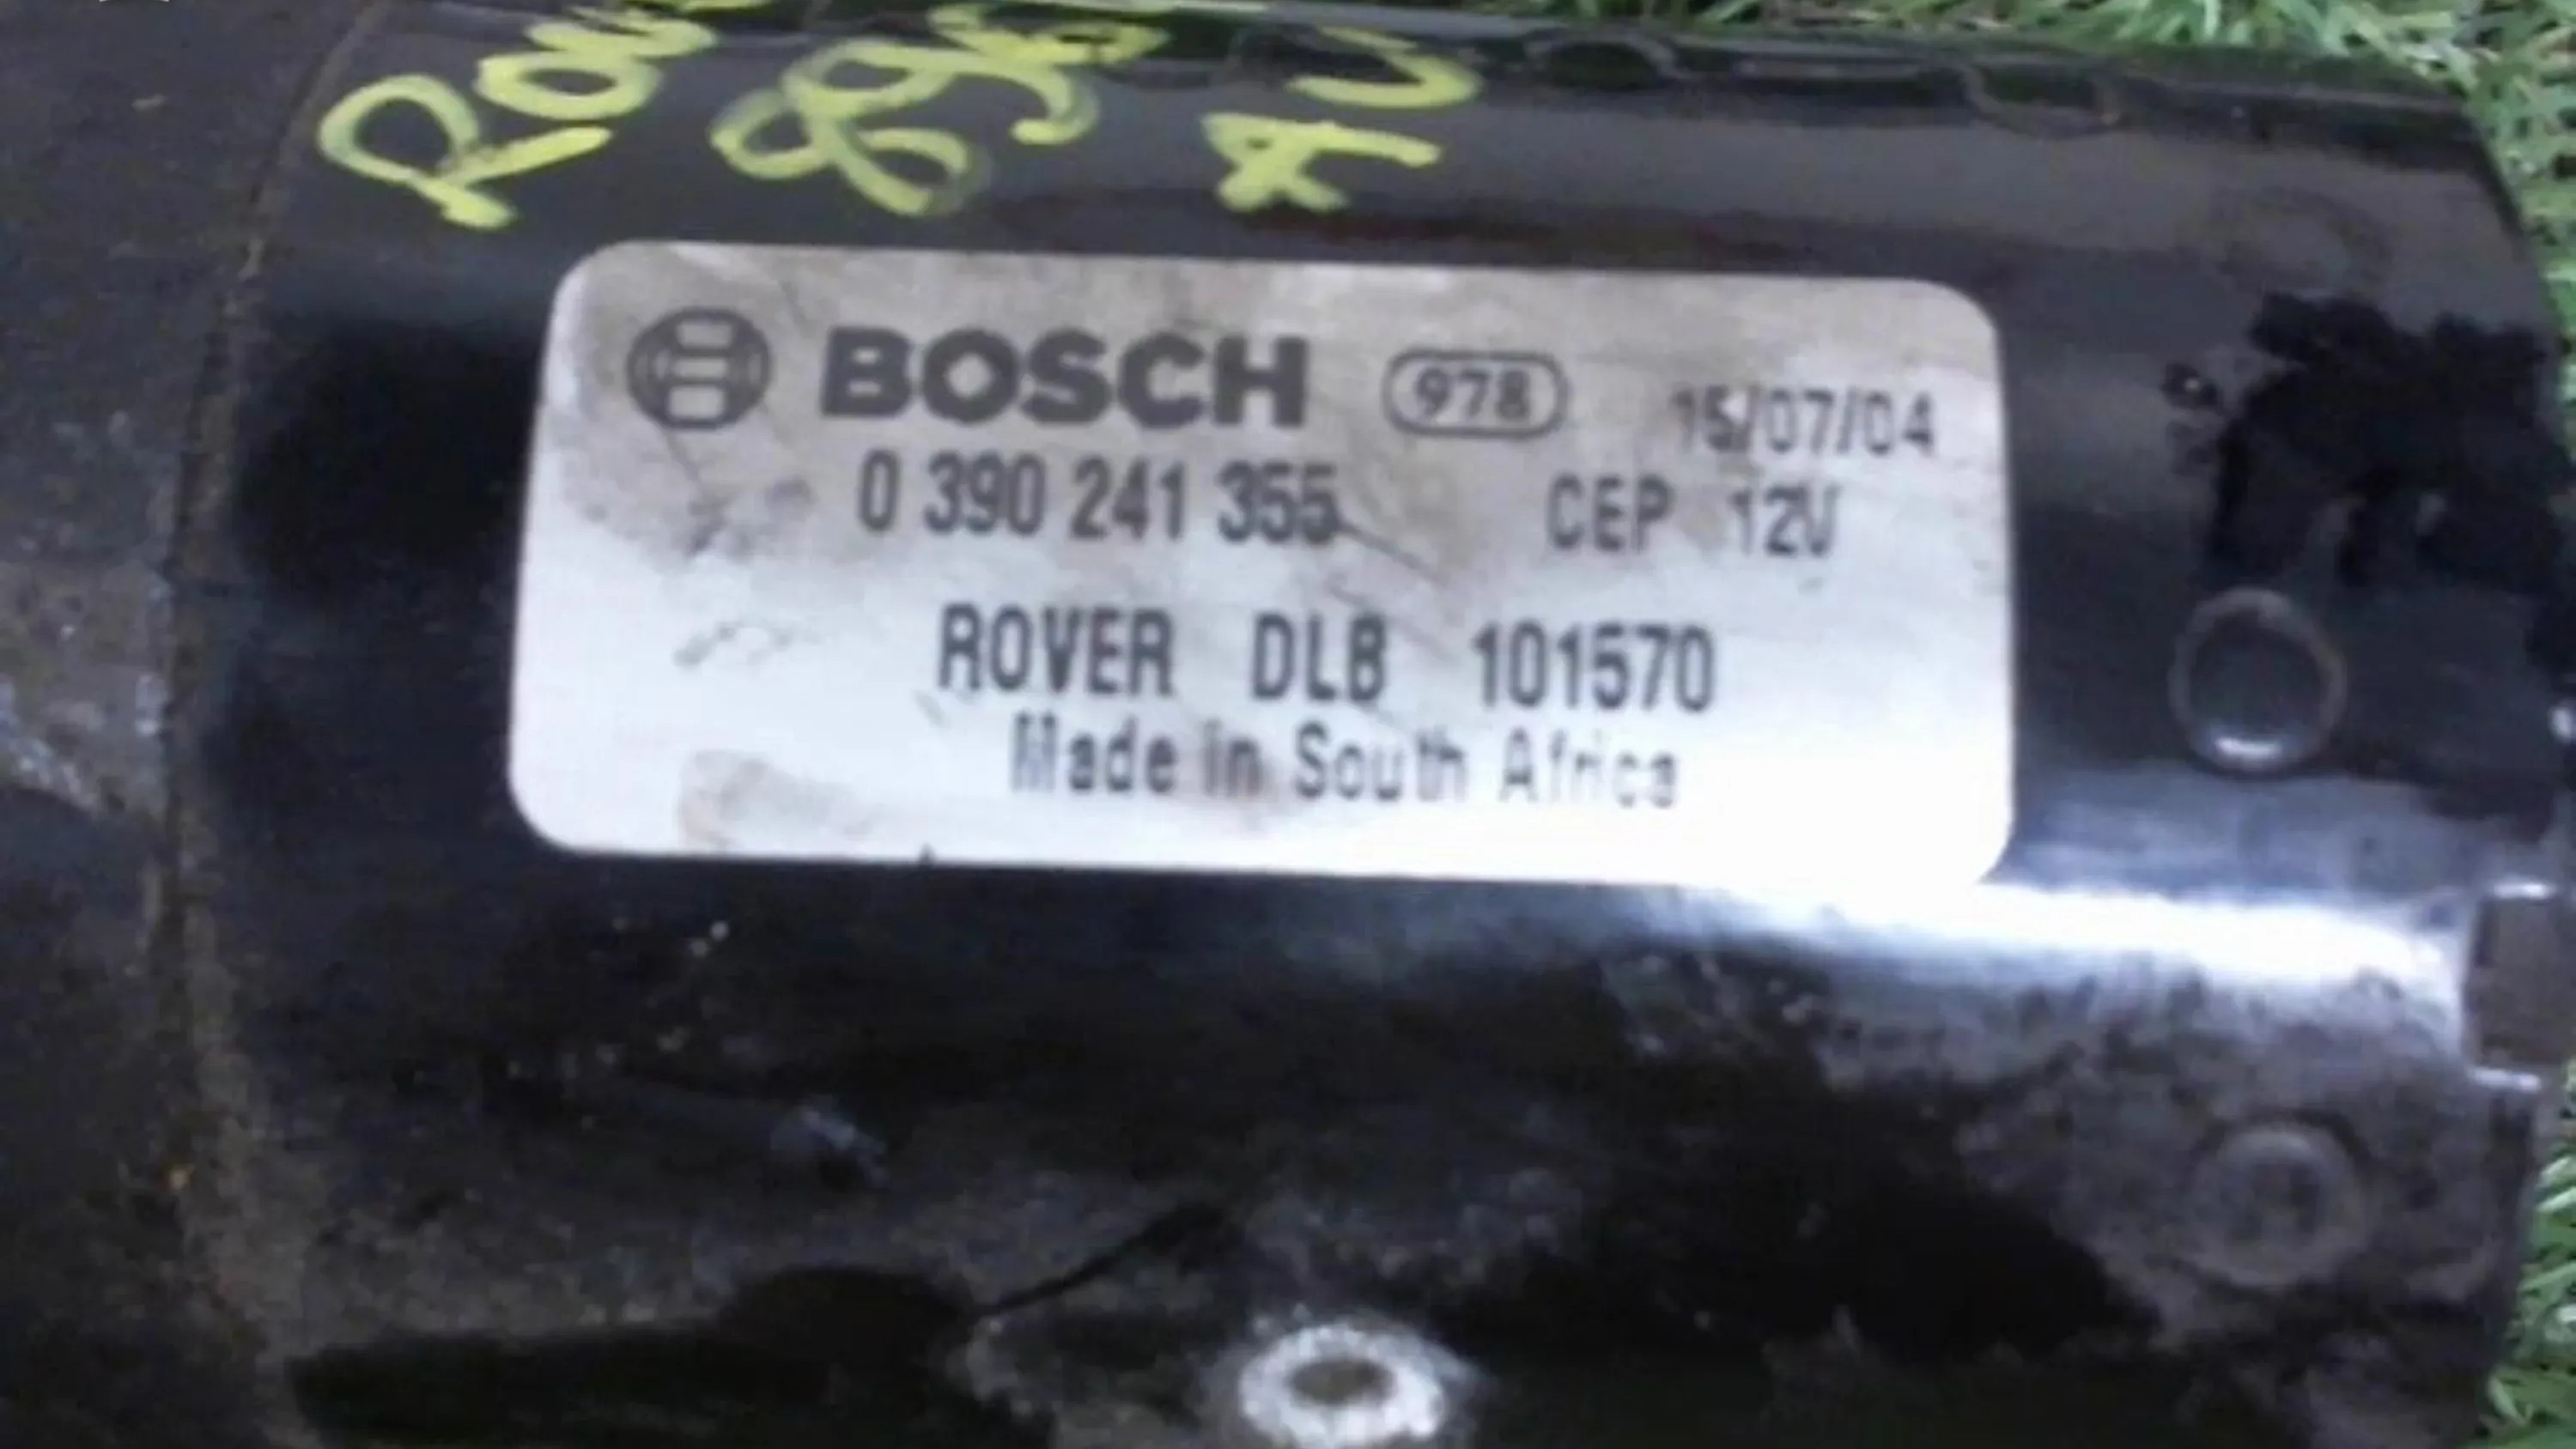 BOSCH 978 15/07/04
0 390 241 355 CEP 12V
ROVER DLB 101570
Made in South Africa